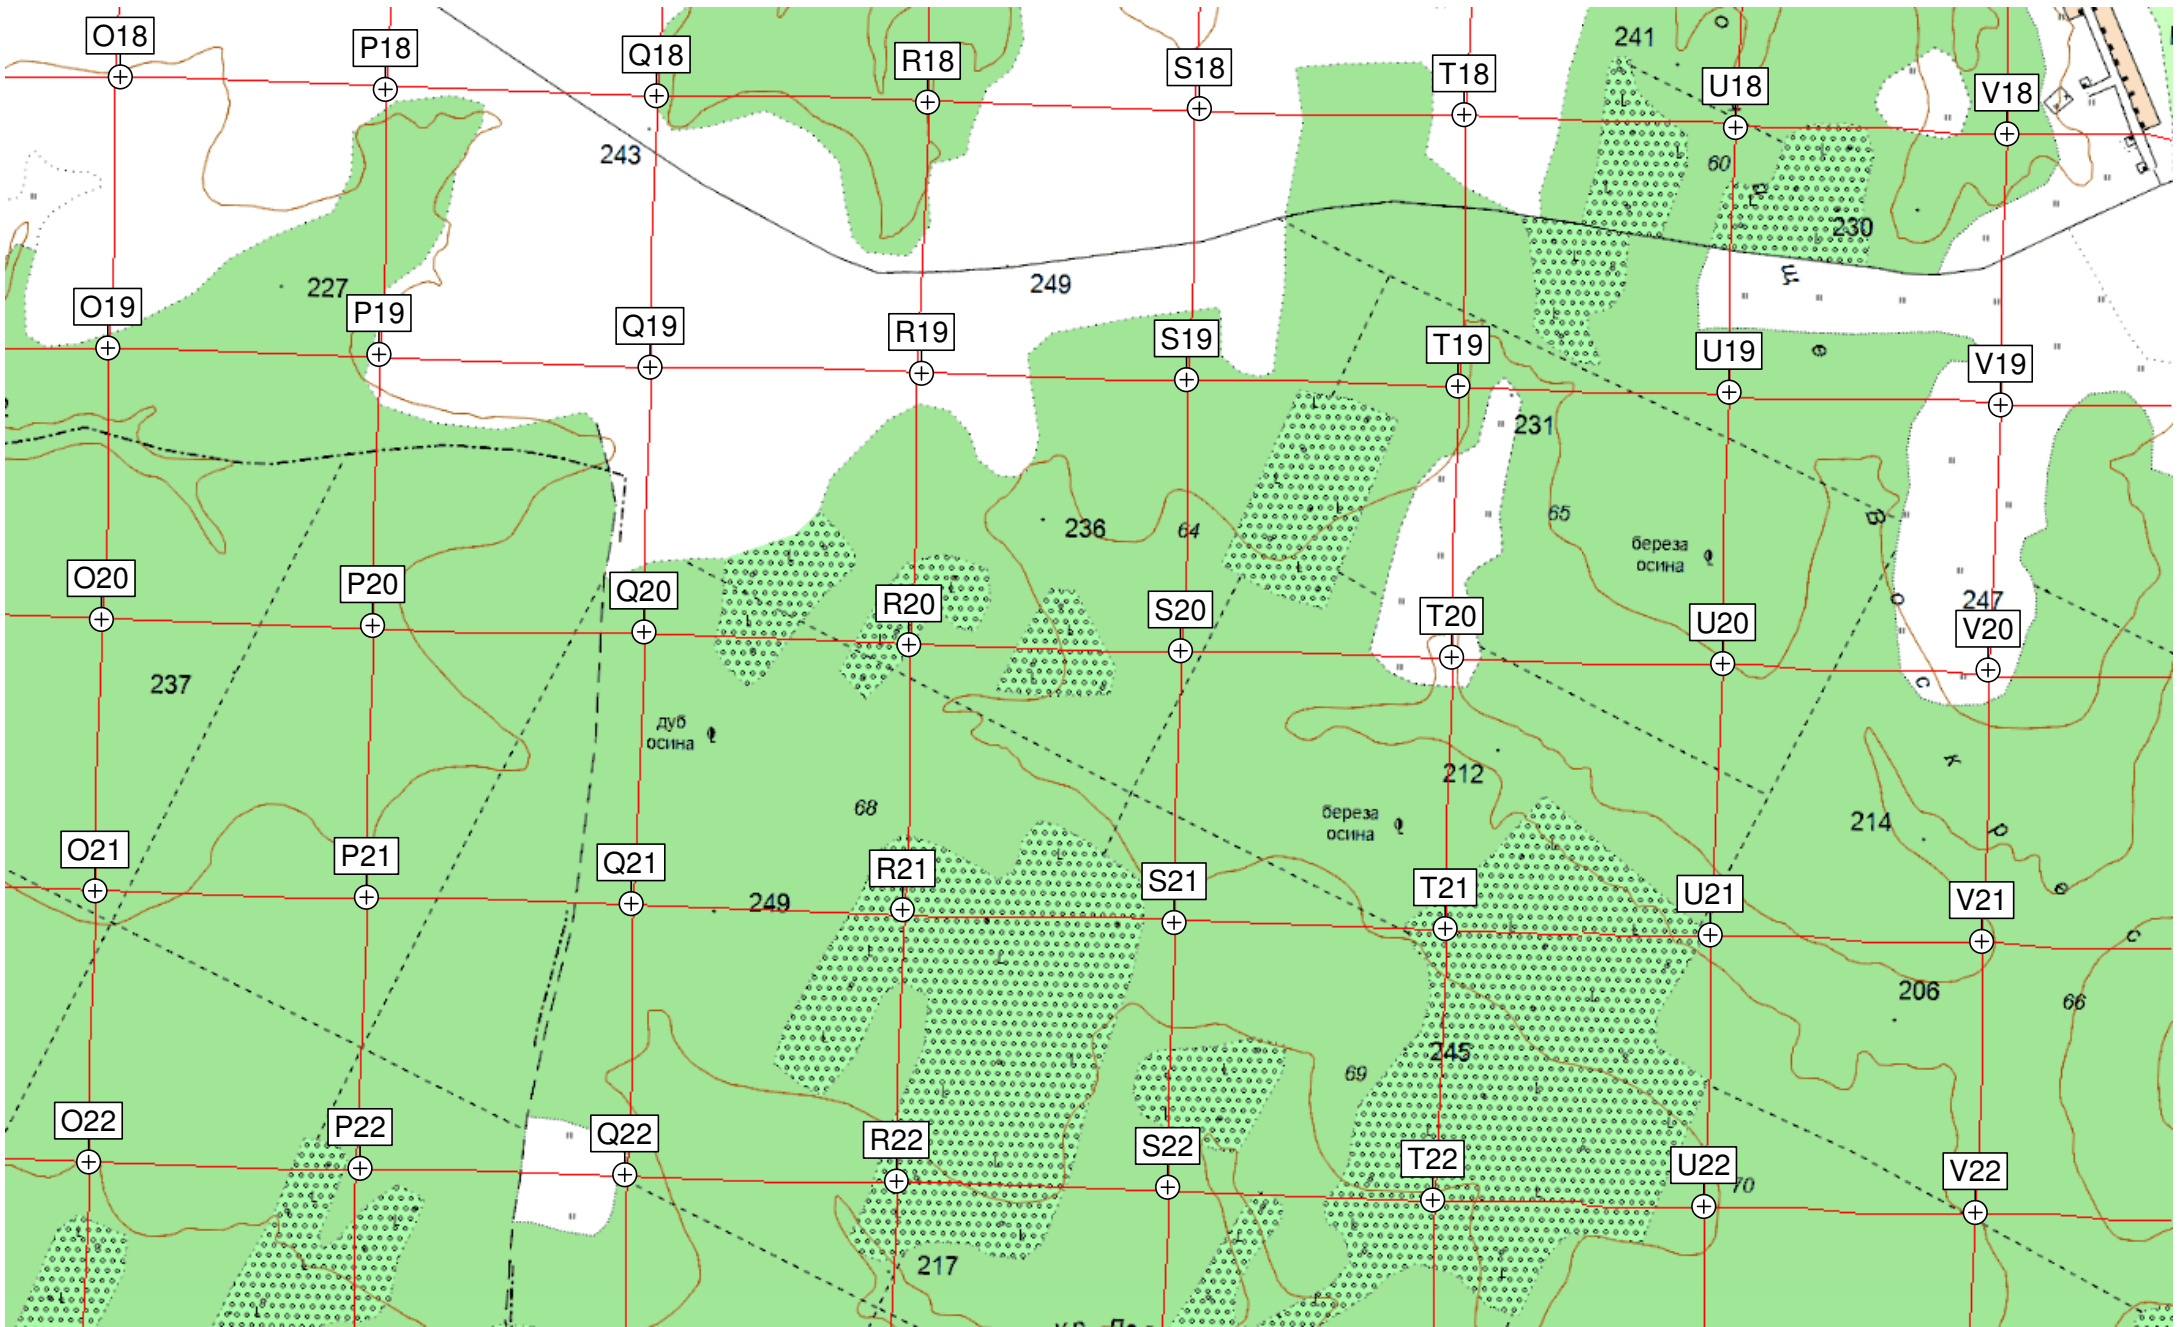 O18
P18
Q18
R18
S18
T18
U18
V18
241
243
60
230
249
227
O19
P19
Q19
R19
S19
T19
U19
V19
231
236
64
65
береза
осина
247
O20
P20
Q20
R20
S20
T20
U20
V20
237
дуб
осина
212
68
береза
осина
214
O21
P21
Q21
R21
S21
T21
U21
V21
249
206
66
245
69
O22
P22
Q22
R22
S22
T22
U22
V22
70
217
В о с к р е с